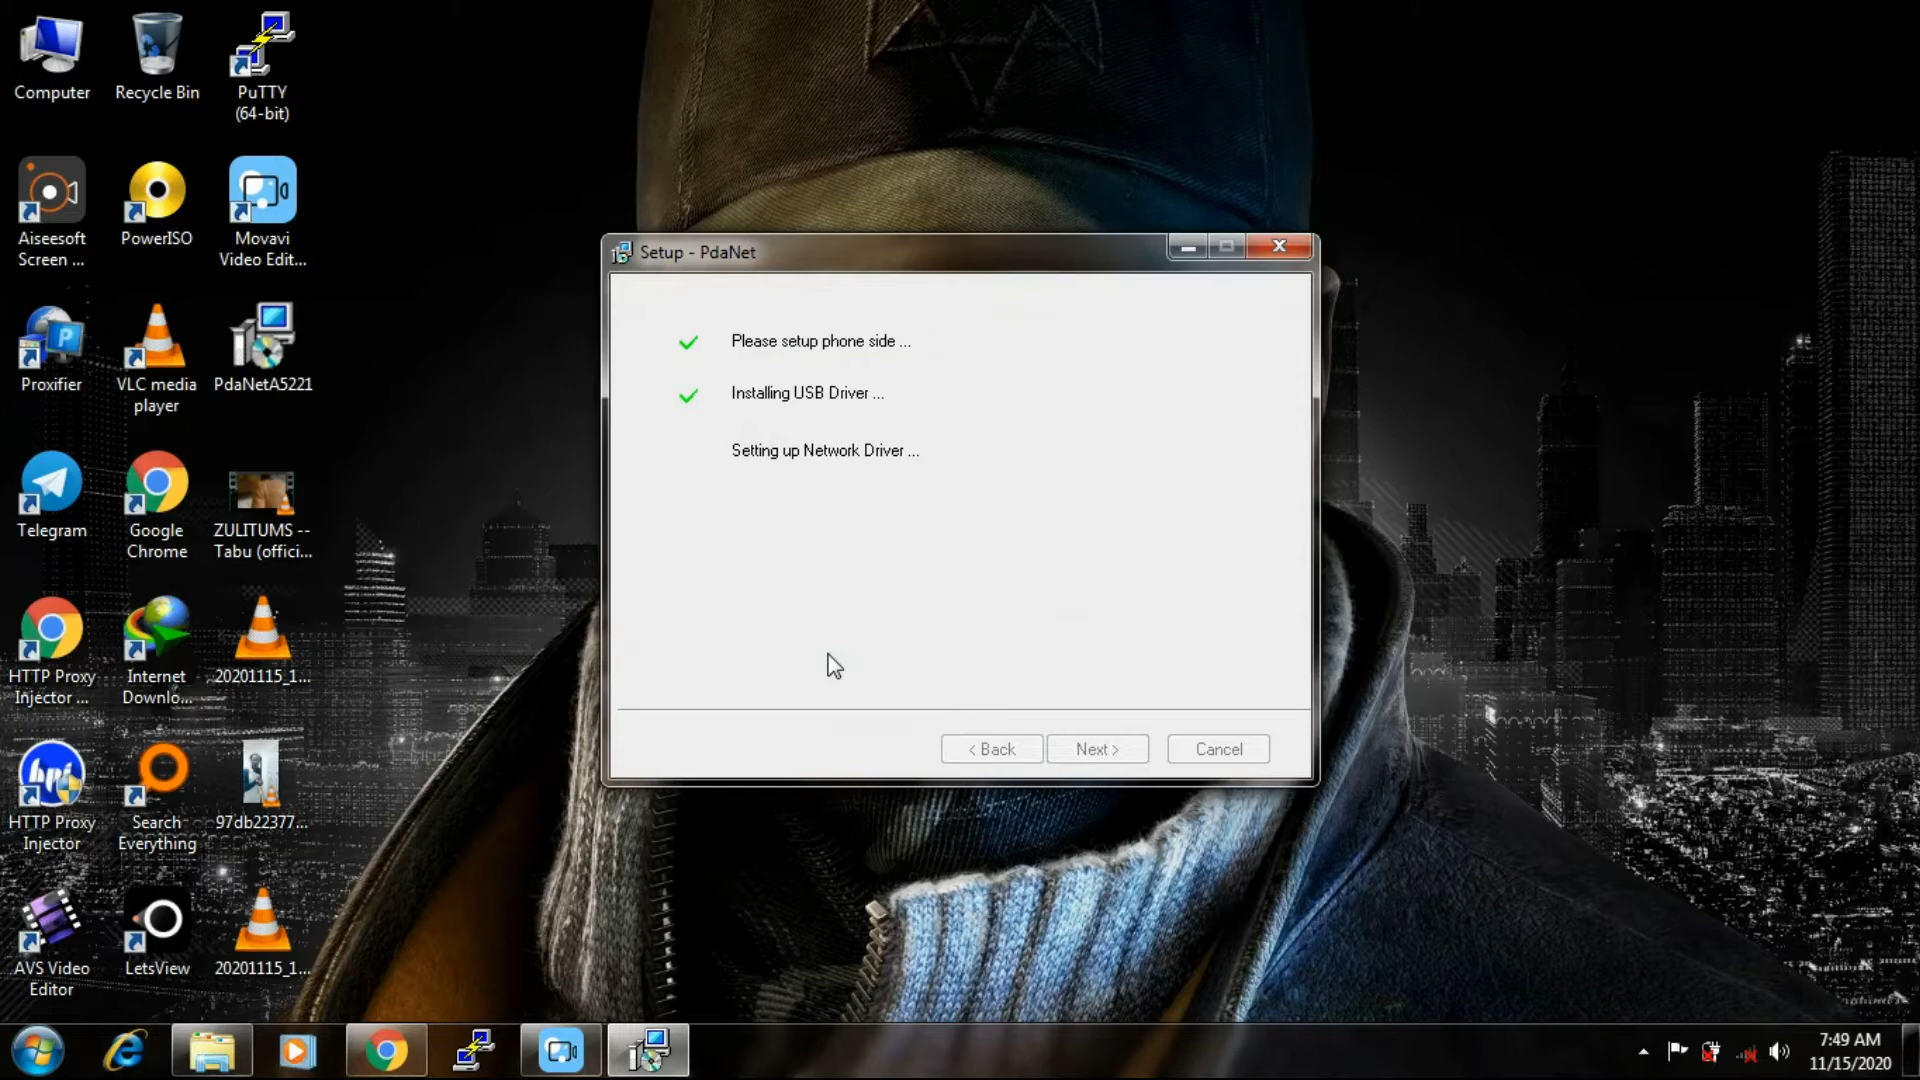 Computer
Recycle Bin
PuTTY
(64-bit)
Aiseesoft
Screen ...
PowerISO
Movavi
Video Edit...
Proxifier
VLC media
player
PdaNetA5221
Telegram
Google
Chrome
ZULITUMS --
Tabu (offici...
HTTP Proxy
Injector ...
Internet
Downlo...
20201115_1...
HTTP Proxy
Injector
Search
Everything
97db22377...
AVS Video
Editor
LetsView
20201115_1...
Setup - PdaNet
Please setup phone side ...
Installing USB Driver ...
Setting up Network Driver ...
< Back
Next >
Cancel
P
hpi
7:49 AM
11/15/2020